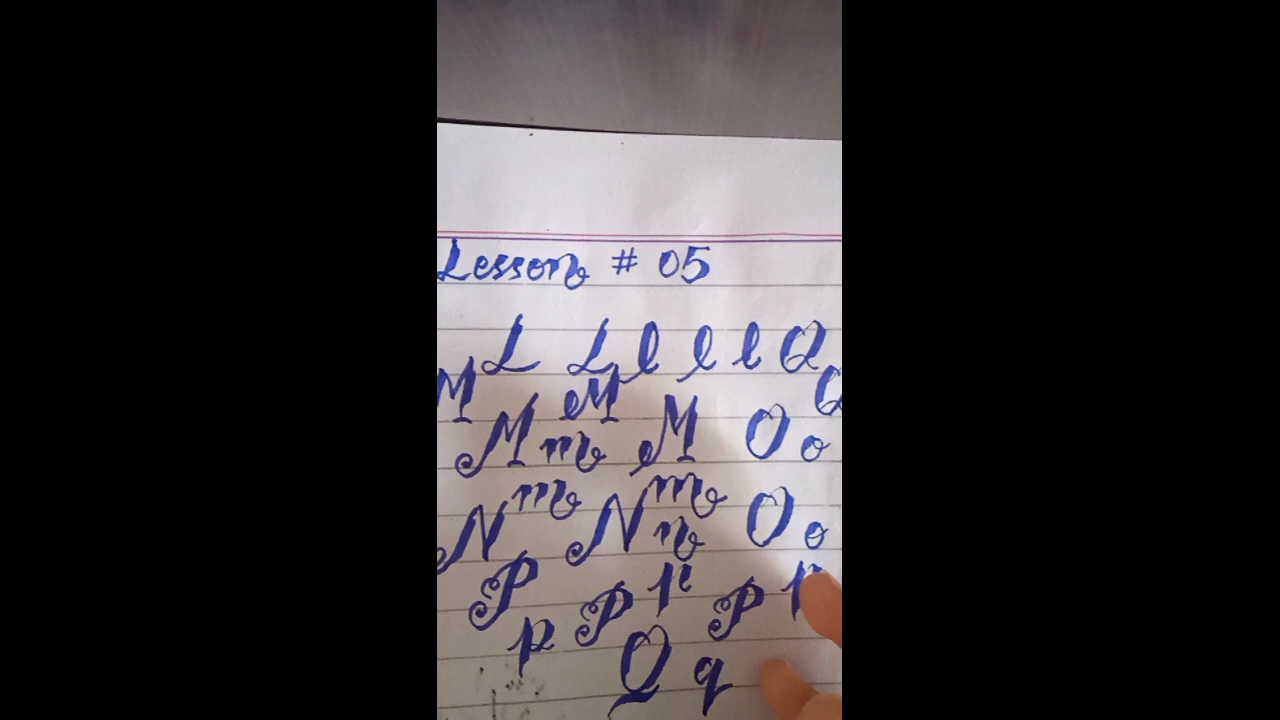 Lesson # 05
L L l l l Q
M M Q
M m M O o
m m
N N n O o
P P p P p
p Q q